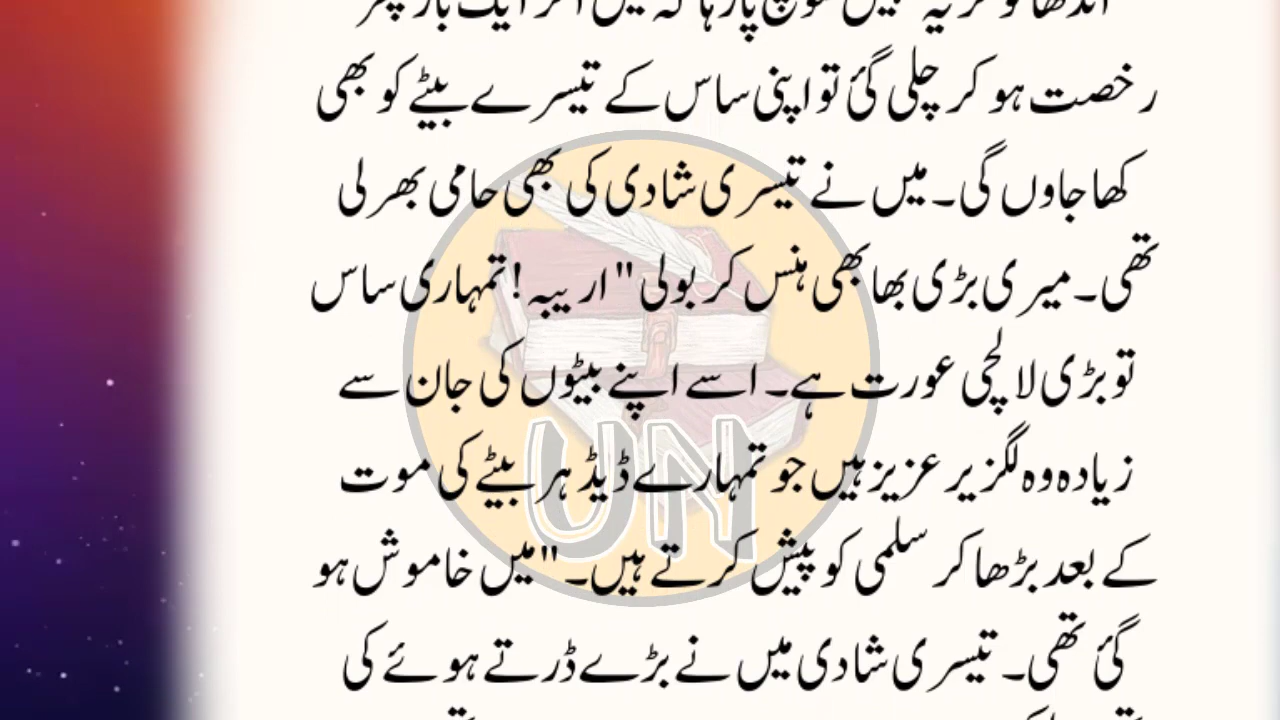 رخصت ہو کر چلی گئ تو اپنی ساس کے تیسرے بیٹے کو بھی
کھا جاوں گی۔ میں نے تیسری شادی کی بھی حامی بھر لی
تھی۔ میری بڑی بھابھی ہنس کر بولی " اریبہ ! تمہاری ساس
تو بڑی لالچی عورت ہے۔ اسے اپنے بیٹوں کی جان سے
زیادہ وہ لگزیر عزیز ہیں جو تمہارے ڈیڈ ہر بیٹے کی موت
کے بعد بڑھا کر سلمی کو پیش کرتے ہیں۔" میں خاموش ہو
گئ تھی۔ تیسری شادی میں نے بڑے ڈرتے ہوئے کی
UN